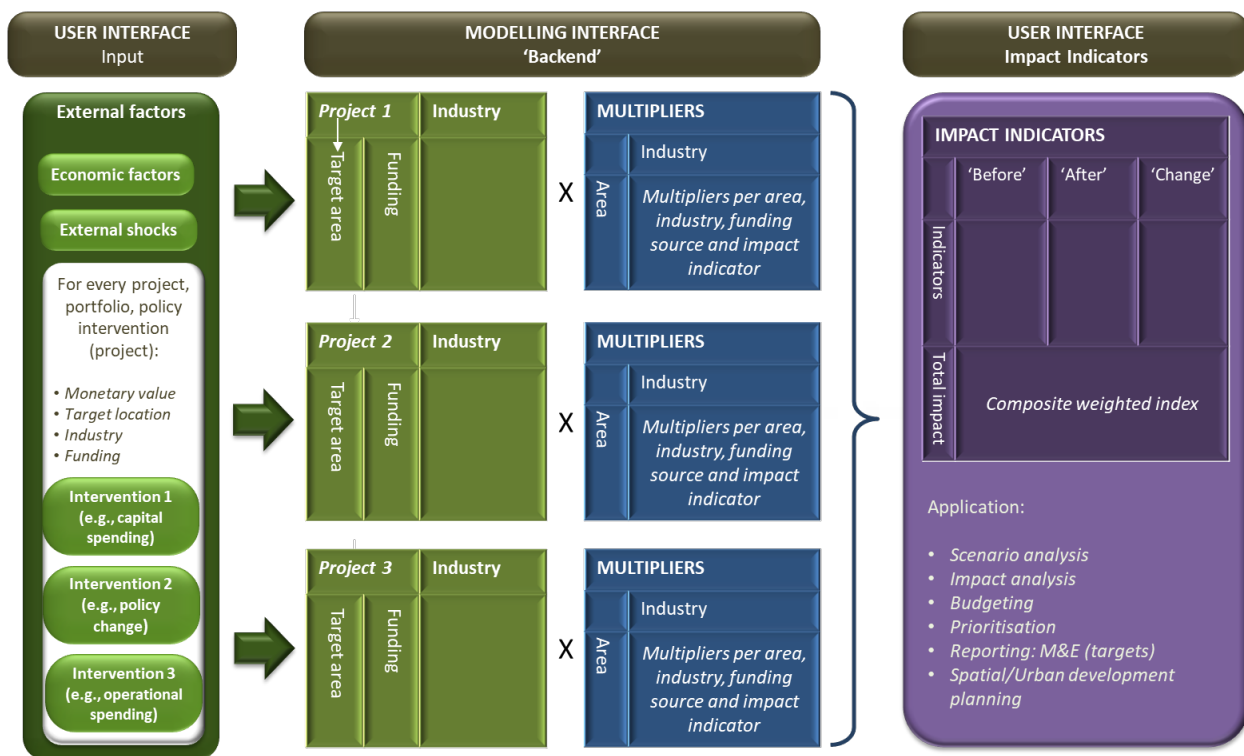 USER INTERFACE
Input
MODELLING INTERFACE
‘Backend’
USER INTERFACE
Impact Indicators
External factors
Economic factors
External shocks
For every project,
portfolio, policy
intervention
(project):
• Monetary value
• Target location
• Industry
• Funding
Intervention 1
(e.g., capital
spending)
Intervention 2
(e.g., policy
change)
Intervention 3
(e.g., operational
spending)
Project 1
Industry
Target area
Funding
X
MULTIPLIERS
Industry
Area
Multipliers per area,
industry, funding
source and impact
indicator
Project 2
Industry
Target area
Funding
X
MULTIPLIERS
Industry
Area
Multipliers per area,
industry, funding
source and impact
indicator
Project 3
Industry
Target area
Funding
X
MULTIPLIERS
Industry
Area
Multipliers per area,
industry, funding
source and impact
indicator
IMPACT INDICATORS
‘Before’
‘After’
‘Change’
Indicators
Total impact
Composite weighted index
Application:
• Scenario analysis
• Impact analysis
• Budgeting
• Prioritisation
• Reporting: M&E (targets)
• Spatial/Urban development
planning